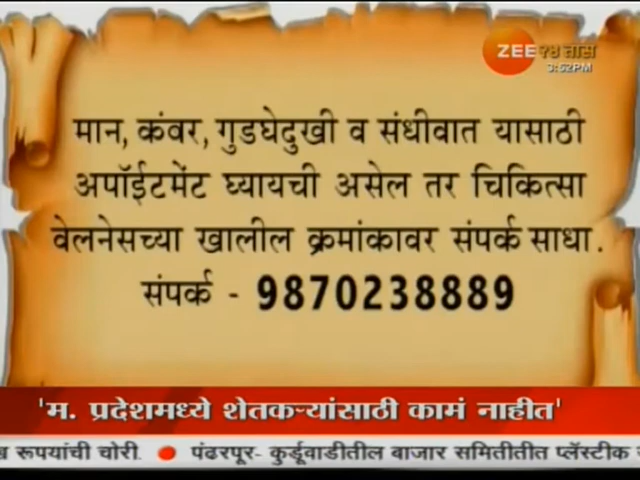 ZEE २४ तास
3:52PM
मान, कंबर, गुडघेदुखी व संधीवात यासाठी
अपॉईटमेंट घ्यायची असेल तर चिकित्सा
वेलनेसच्या खालील क्रमांकावर संपर्क साधा.
संपर्क - 9870238889
'म. प्रदेशमध्ये शेतकऱ्यांसाठी कामं नाहीत'
रूपयांची चोरी. पंढरपूर- कुर्डूवाडीतील बाजार समितीतील प्लॅस्टीक